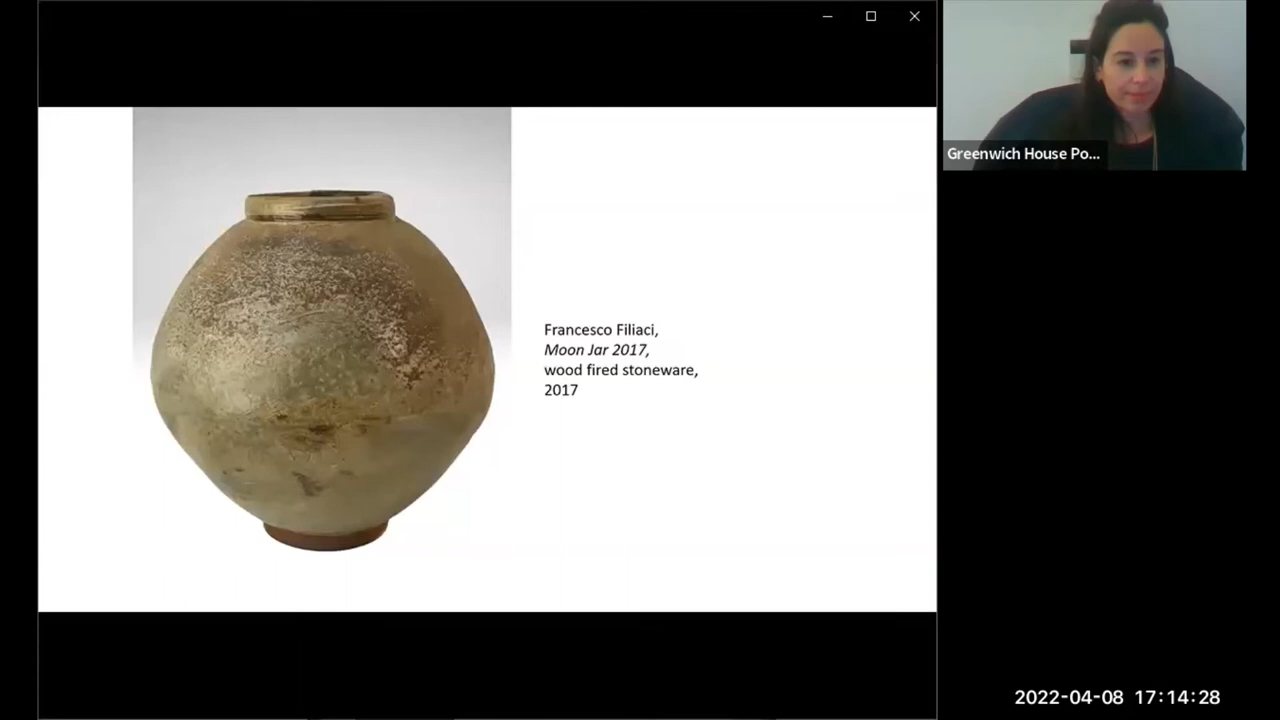 Greenwich House Po...
Francesco Filiaci,
Moon Jar 2017,
wood fired stoneware,
2017
2022-04-08 17:14:28